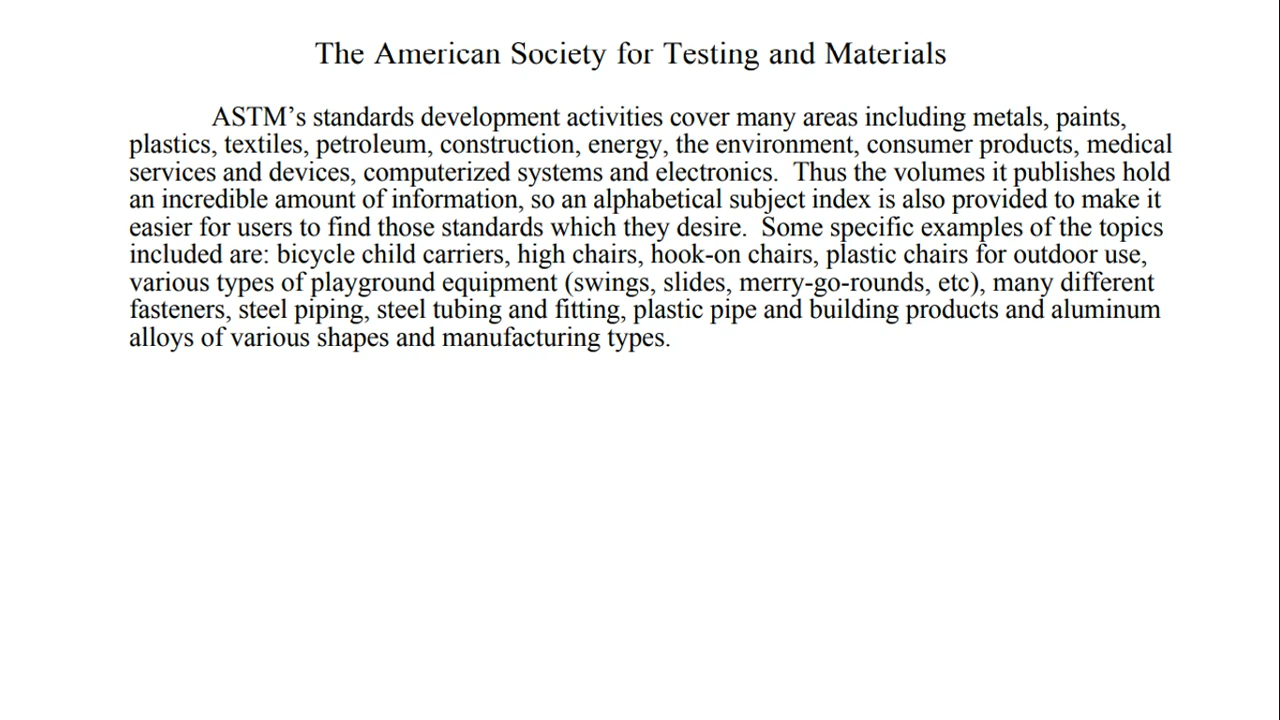 The American Society for Testing and Materials
ASTM’s standards development activities cover many areas including metals, paints,
plastics, textiles, petroleum, construction, energy, the environment, consumer products, medical
services and devices, computerized systems and electronics.  Thus the volumes it publishes hold
an incredible amount of information, so an alphabetical subject index is also provided to make it
easier for users to find those standards which they desire.  Some specific examples of the topics
included are: bicycle child carriers, high chairs, hook-on chairs, plastic chairs for outdoor use,
various types of playground equipment (swings, slides, merry-go-rounds, etc), many different
fasteners, steel piping, steel tubing and fitting, plastic pipe and building products and aluminum
alloys of various shapes and manufacturing types.